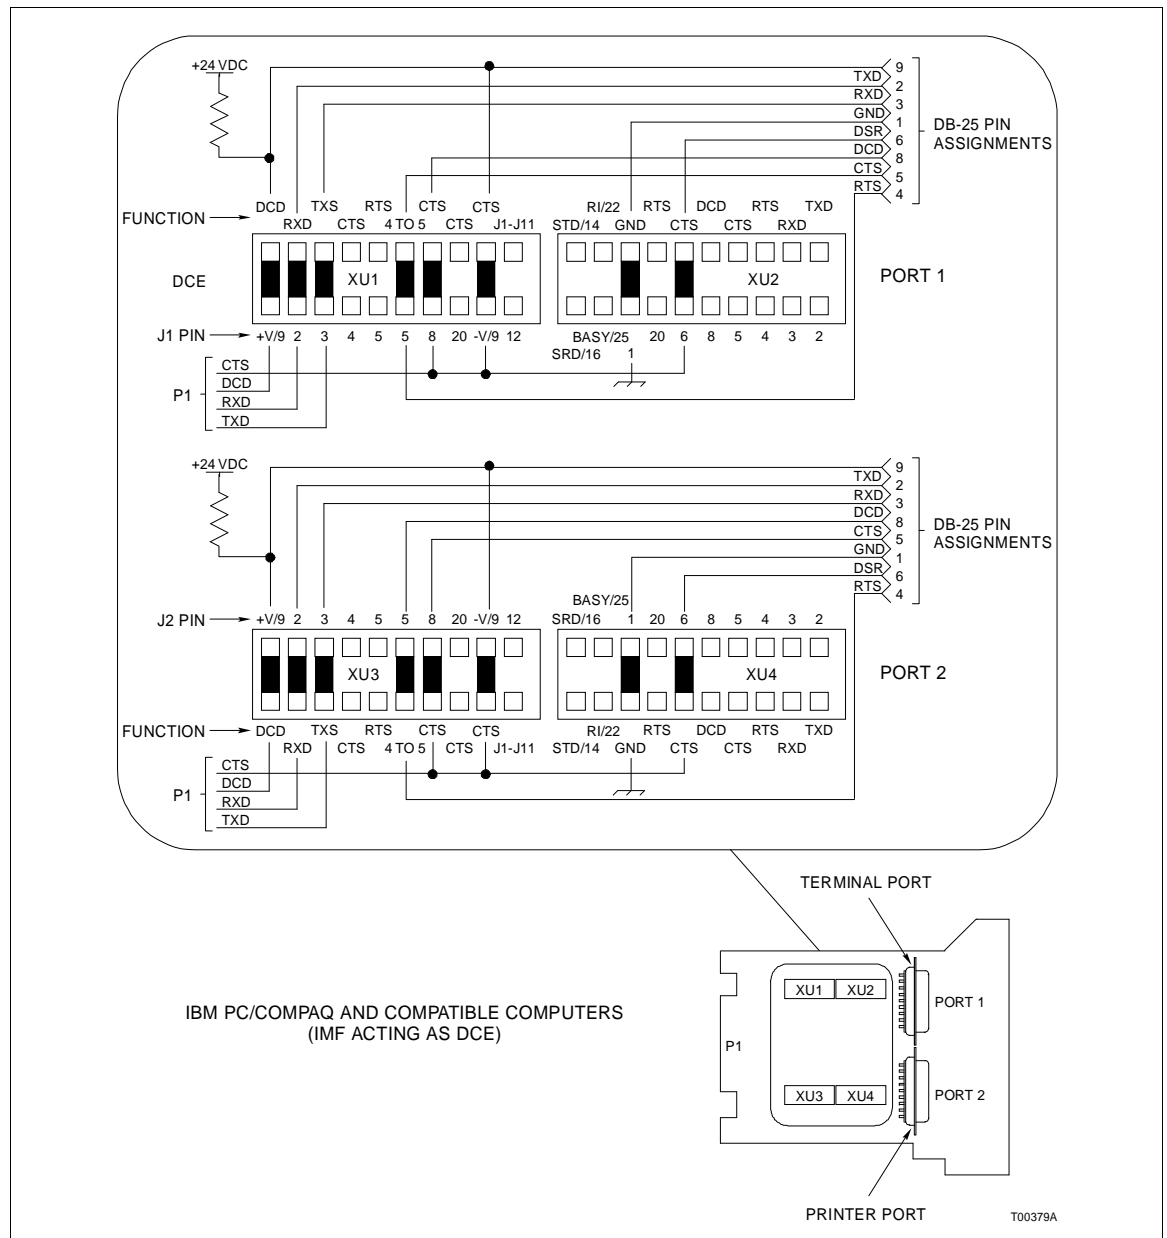 +24 VDC
9
TXD
2
RXD
3
GND
1
DSR
6
DCD
8
CTS
5
RTS
4
DB-25 PIN
ASSIGNMENTS
FUNCTION
DCD TXS RTS CTS CTS RI/22 RTS DCD RTS TXD
RXD CTS 4 TO 5 CTS J1-J11 STD/14 GND CTS CTS RXD
DCE
XU1
XU2
PORT 1
J1 PIN
+V/9 2 3 4 5 5 8 20 -V/9 12 BASY/25 20 6 8 5 4 3 2
SRD/16 1
P1
CTS
DCD
RXD
TXD
+24 VDC
9
TXD
2
RXD
3
DCD
8
CTS
5
GND
1
DSR
6
RTS
4
DB-25 PIN
ASSIGNMENTS
BASY/25
J2 PIN
+V/9 2 3 4 5 5 8 20 -V/9 12 SRD/16 1 20 6 8 5 4 3 2
XU3
XU4
PORT 2
FUNCTION
DCD TXS RTS CTS CTS RI/22 RTS DCD RTS TXD
RXD CTS 4 TO 5 CTS J1-J11 STD/14 GND CTS CTS RXD
P1
CTS
DCD
RXD
TXD
TERMINAL PORT
IBM PC/COMPAQ AND COMPATIBLE COMPUTERS
(IMF ACTING AS DCE)
XU1 XU2
PORT 1
P1
XU3 XU4
PORT 2
PRINTER PORT
T00379A